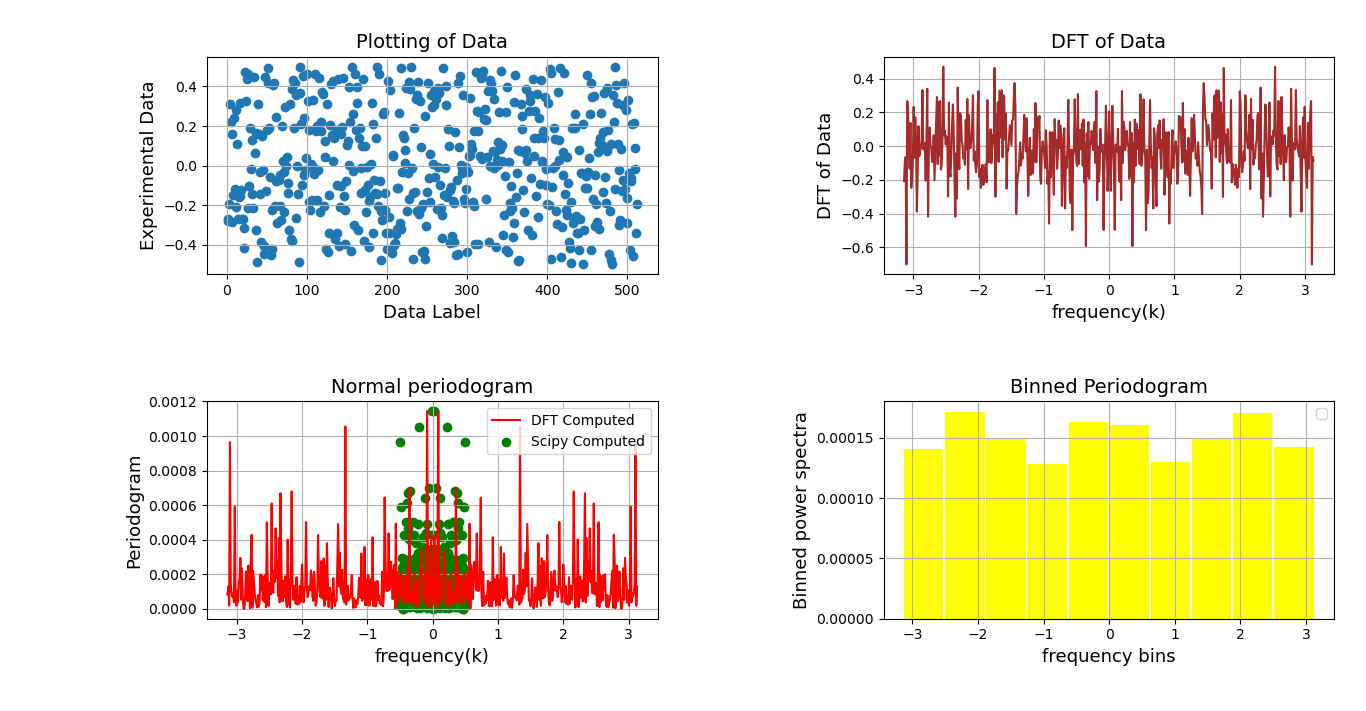 Plotting of Data
Experimental Data
0.4
0.2
0.0
−0.2
−0.4
0 100 200 300 400 500
Data Label
DFT of Data
DFT of Data
0.4
0.2
0.0
−0.2
−0.4
−0.6
−3 −2 −1 0 1 2 3
frequency(k)
Normal periodogram
Periodogram
0.0012
0.0010
0.0008
0.0006
0.0004
0.0002
0.0000
DFT Computed
Scipy Computed
−3 −2 −1 0 1 2 3
frequency(k)
Binned Periodogram
Binned power spectra
0.00015
0.00010
0.00005
0.00000
−3 −2 −1 0 1 2 3
frequency bins